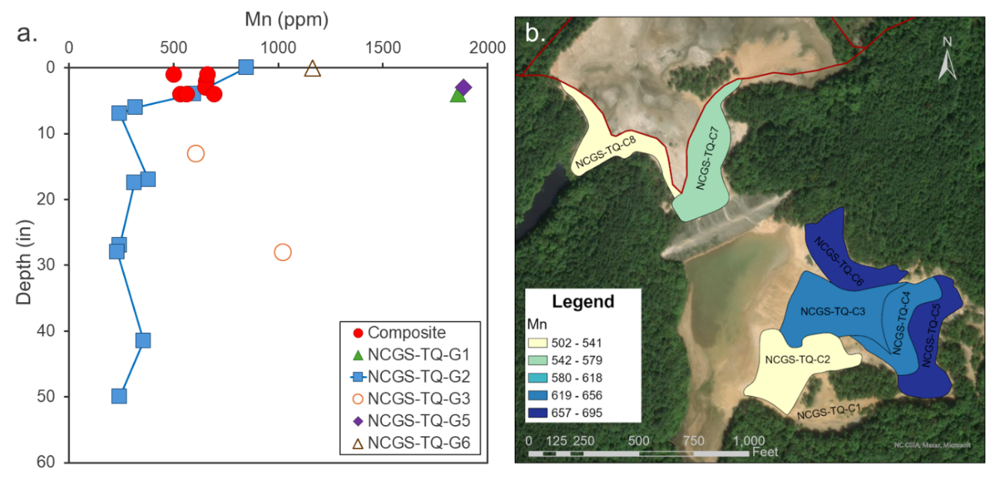 a.
Mn (ppm)
0 500 1000 1500 2000
0
10
20
30
40
50
60
Depth (in)
Composite
NCGS-TQ-G1
NCGS-TQ-G2
NCGS-TQ-G3
NCGS-TQ-G5
NCGS-TQ-G6
b.
N
NCGS-TQ-C8
NCGS-TQ-C7
NCGS-TQ-C6
NCGS-TQ-C3
NCGS-TQ-C4
NCGS-TQ-C5
NCGS-TQ-C2
NCGS-TQ-C1
Legend
Mn
502 - 541
542 - 579
580 - 618
619 - 656
657 - 695
0 125 250 500 750 1,000
Feet
NC CGIA, Maxar, Microsoft